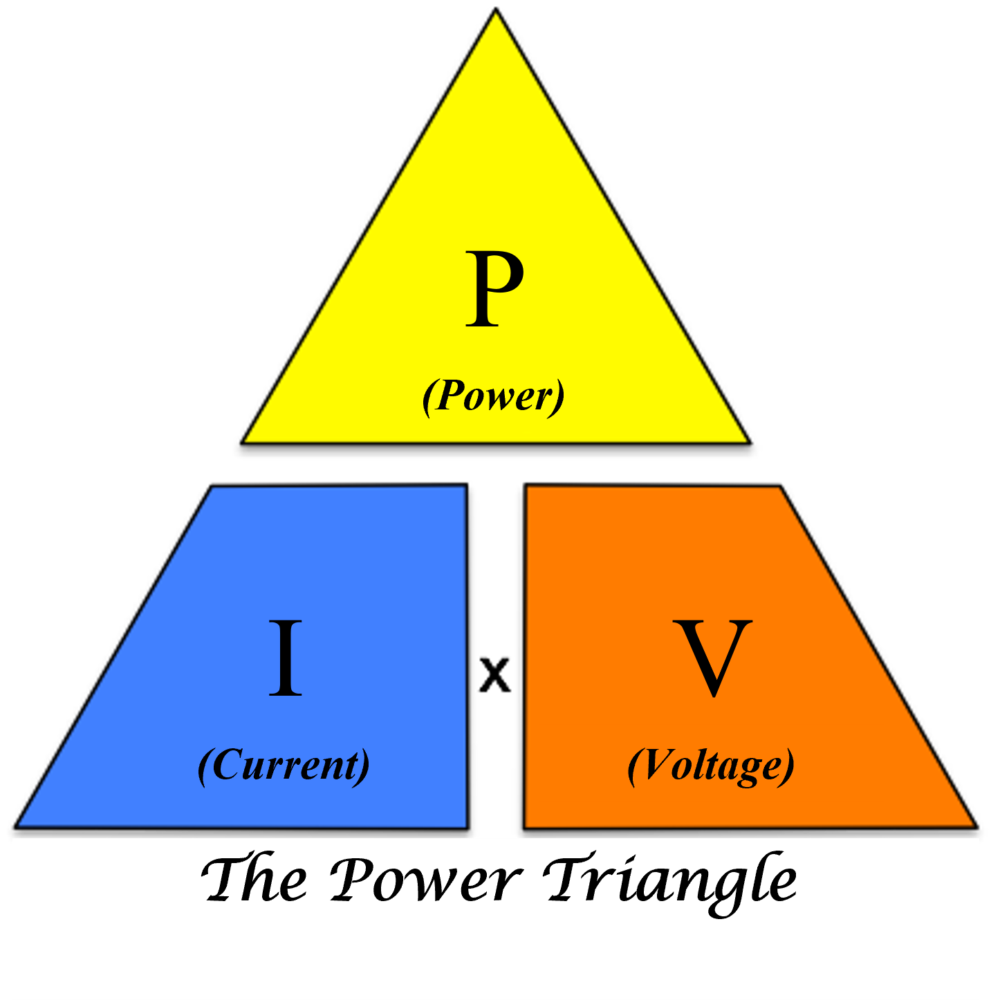 P
(Power)
I x V
(Current) (Voltage)
The Power Triangle